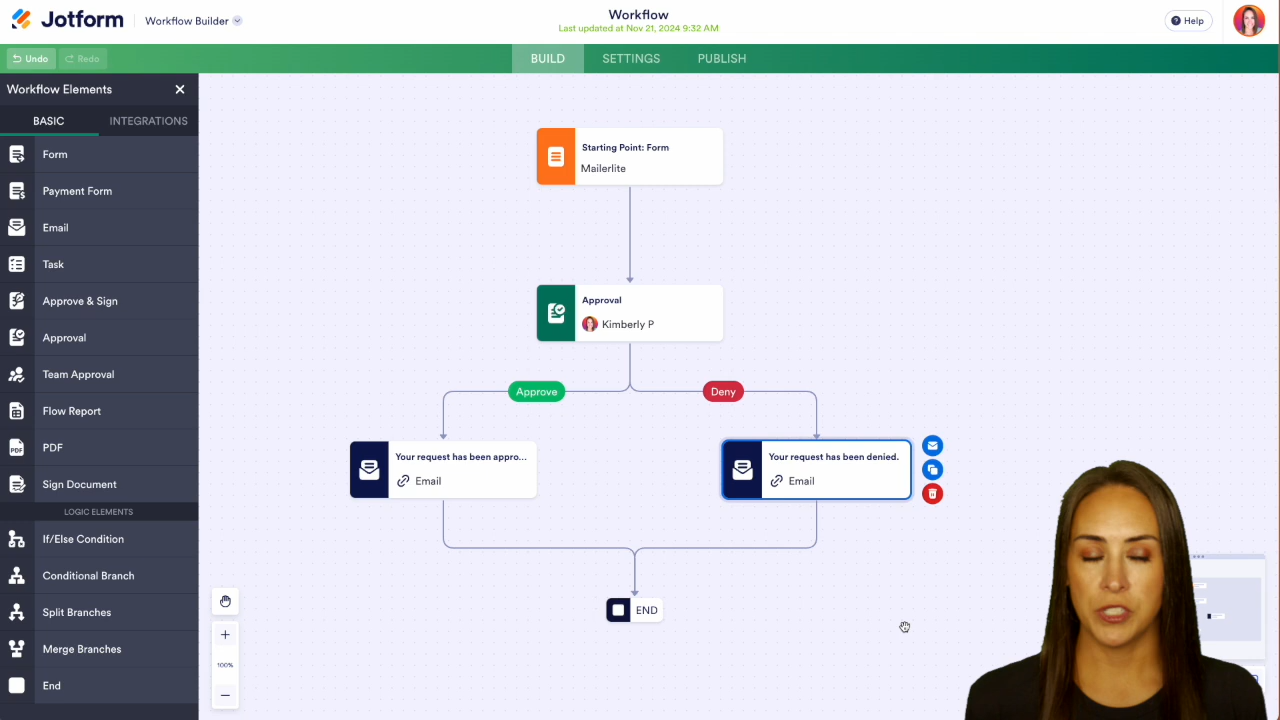 Jotform
Workflow Builder
Workflow
Last updated at Nov 21, 2024 9:32 AM
Help
Undo
Redo
BUILD
SETTINGS
PUBLISH
Workflow Elements
BASIC
INTEGRATIONS
Form
Payment Form
Email
Task
Approve & Sign
Approval
Team Approval
Flow Report
PDF
PDF
Sign Document
LOGIC ELEMENTS
If/Else Condition
Conditional Branch
Split Branches
Merge Branches
End
Starting Point: Form
Mailerlite
Approval
Kimberly P
Approve
Deny
Your request has been appro...
Email
Your request has been denied.
Email
END
100%